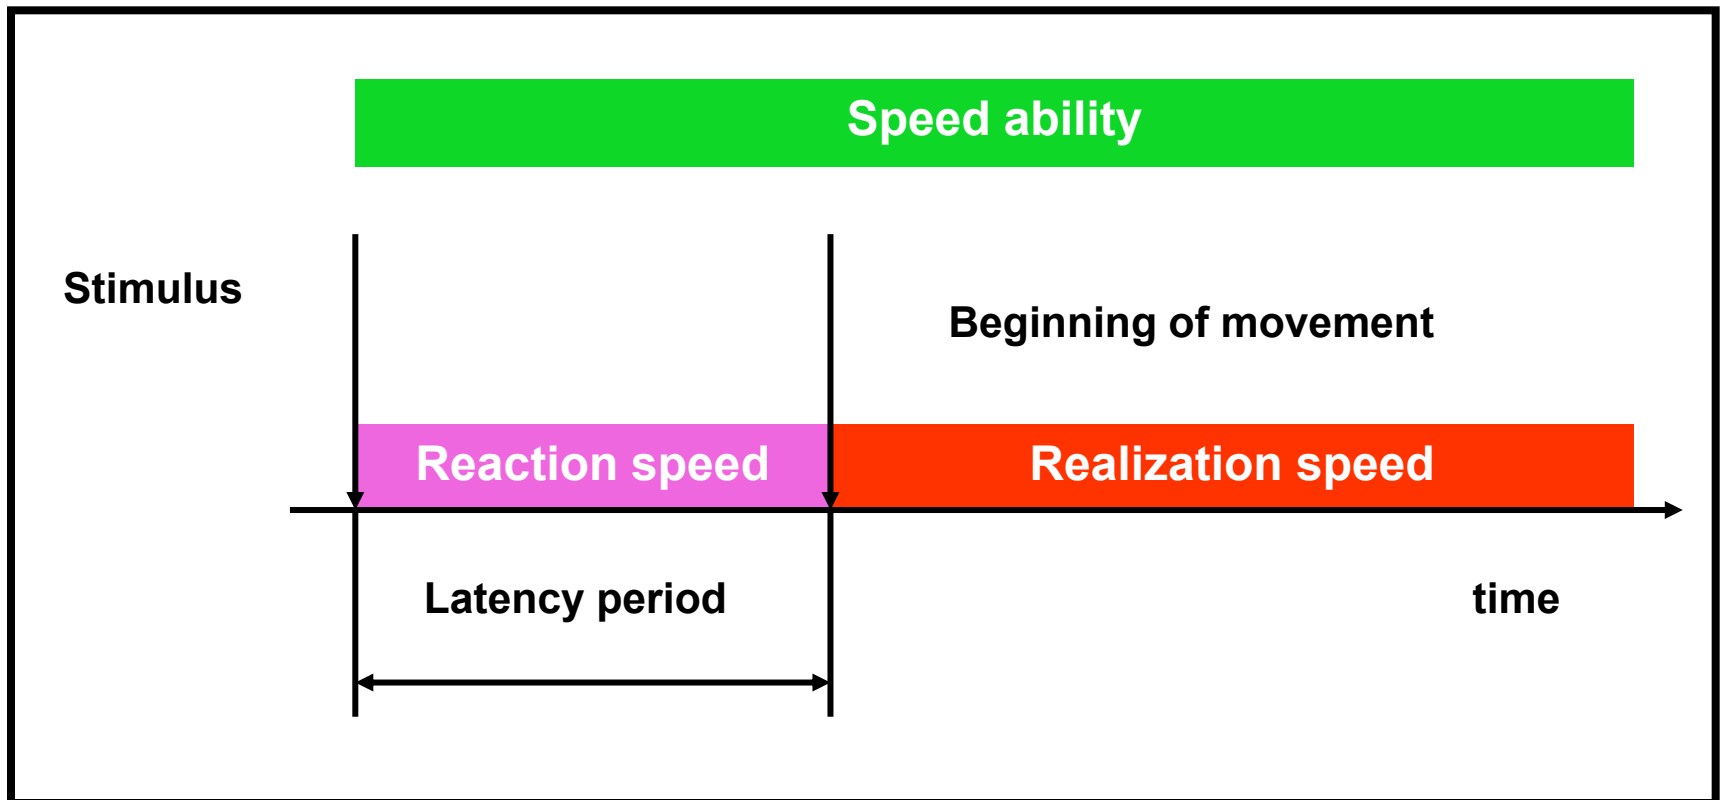 Speed ability
Stimulus
Beginning of movement
Reaction speed
Realization speed
Latency period
time